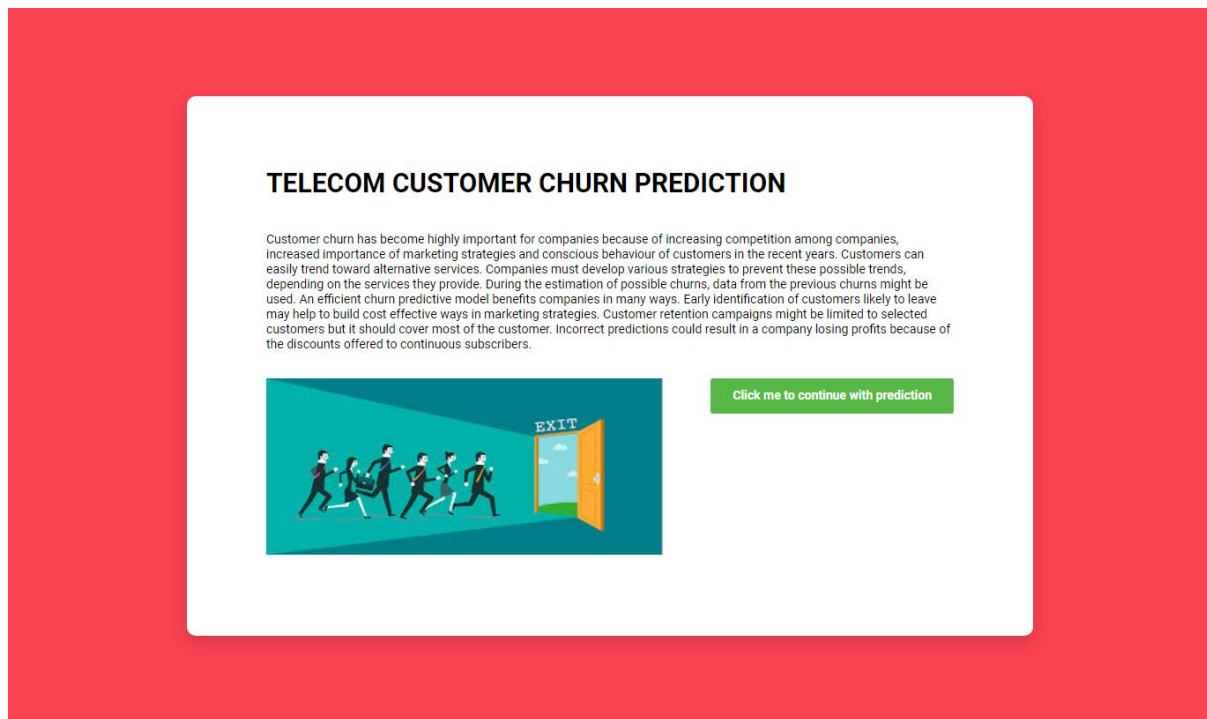 TELECOM CUSTOMER CHURN PREDICTION
Customer churn has become highly important for companies because of increasing competition among companies,
increased importance of marketing strategies and conscious behaviour of customers in the recent years. Customers can
easily trend toward alternative services. Companies must develop various strategies to prevent these possible trends,
depending on the services they provide. During the estimation of possible churns, data from the previous churns might be
used. An efficient churn predictive model benefits companies in many ways. Early identification of customers likely to leave
may help to build cost effective ways in marketing strategies. Customer retention campaigns might be limited to selected
customers but it should cover most of the customer. Incorrect predictions could result in a company losing profits because of
the discounts offered to continuous subscribers.
Click me to continue with prediction
EXIT